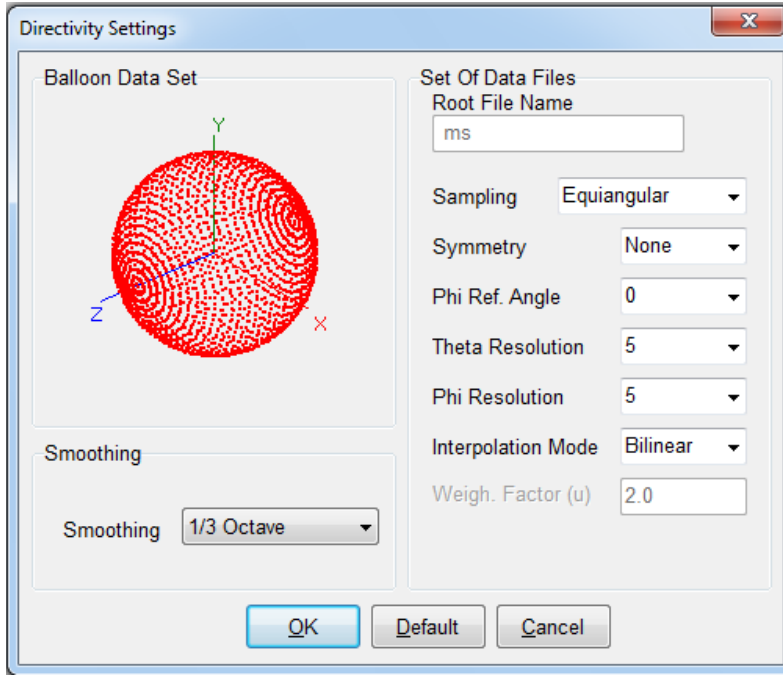 Directivity Settings
Balloon Data Set
Y
Z
X
Smoothing
Smoothing 1/3 Octave
Set Of Data Files
Root File Name
ms
Sampling Equiangular
Symmetry None
Phi Ref. Angle 0
Theta Resolution 5
Phi Resolution 5
Interpolation Mode Bilinear
Weigh. Factor (u) 2.0
OK Default Cancel